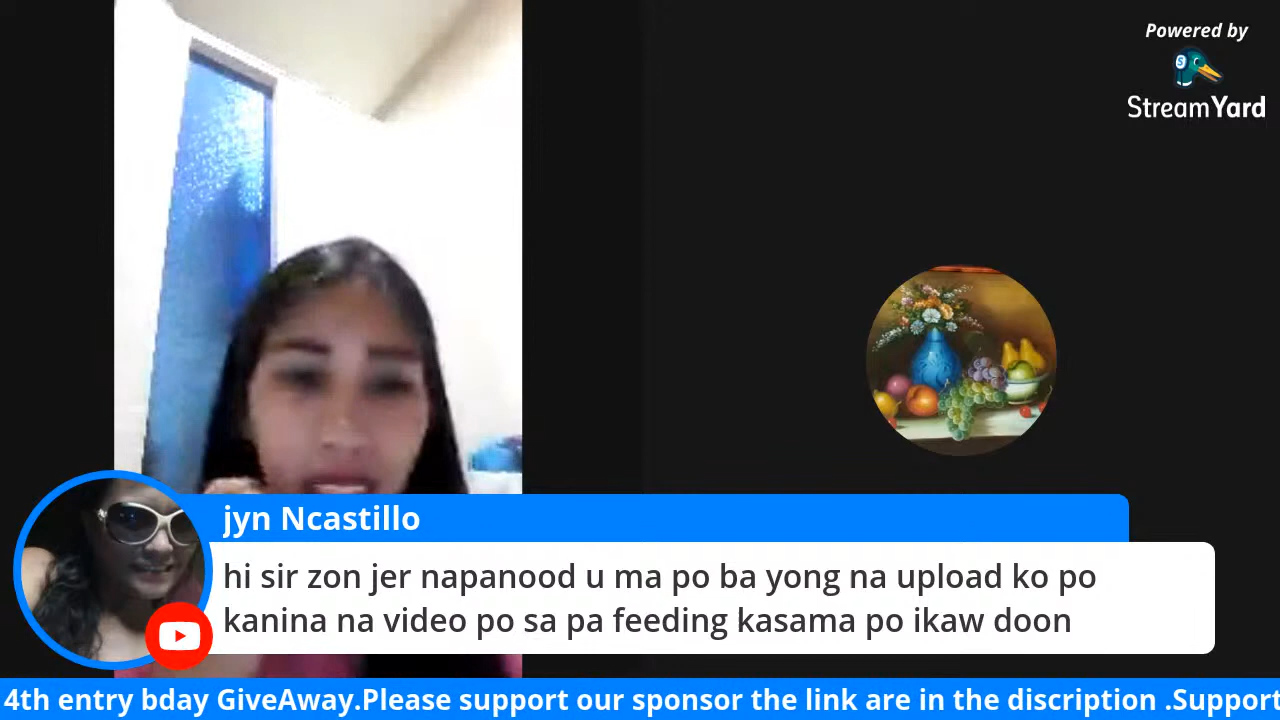 Powered by
StreamYard
jyn Ncastillo
hi sir zon jer napanood u ma po ba yong na upload ko po
kanina na video po sa pa feeding kasama po ikaw doon
4th entry bday GiveAway.Please support our sponsor the link are in the discription .Support